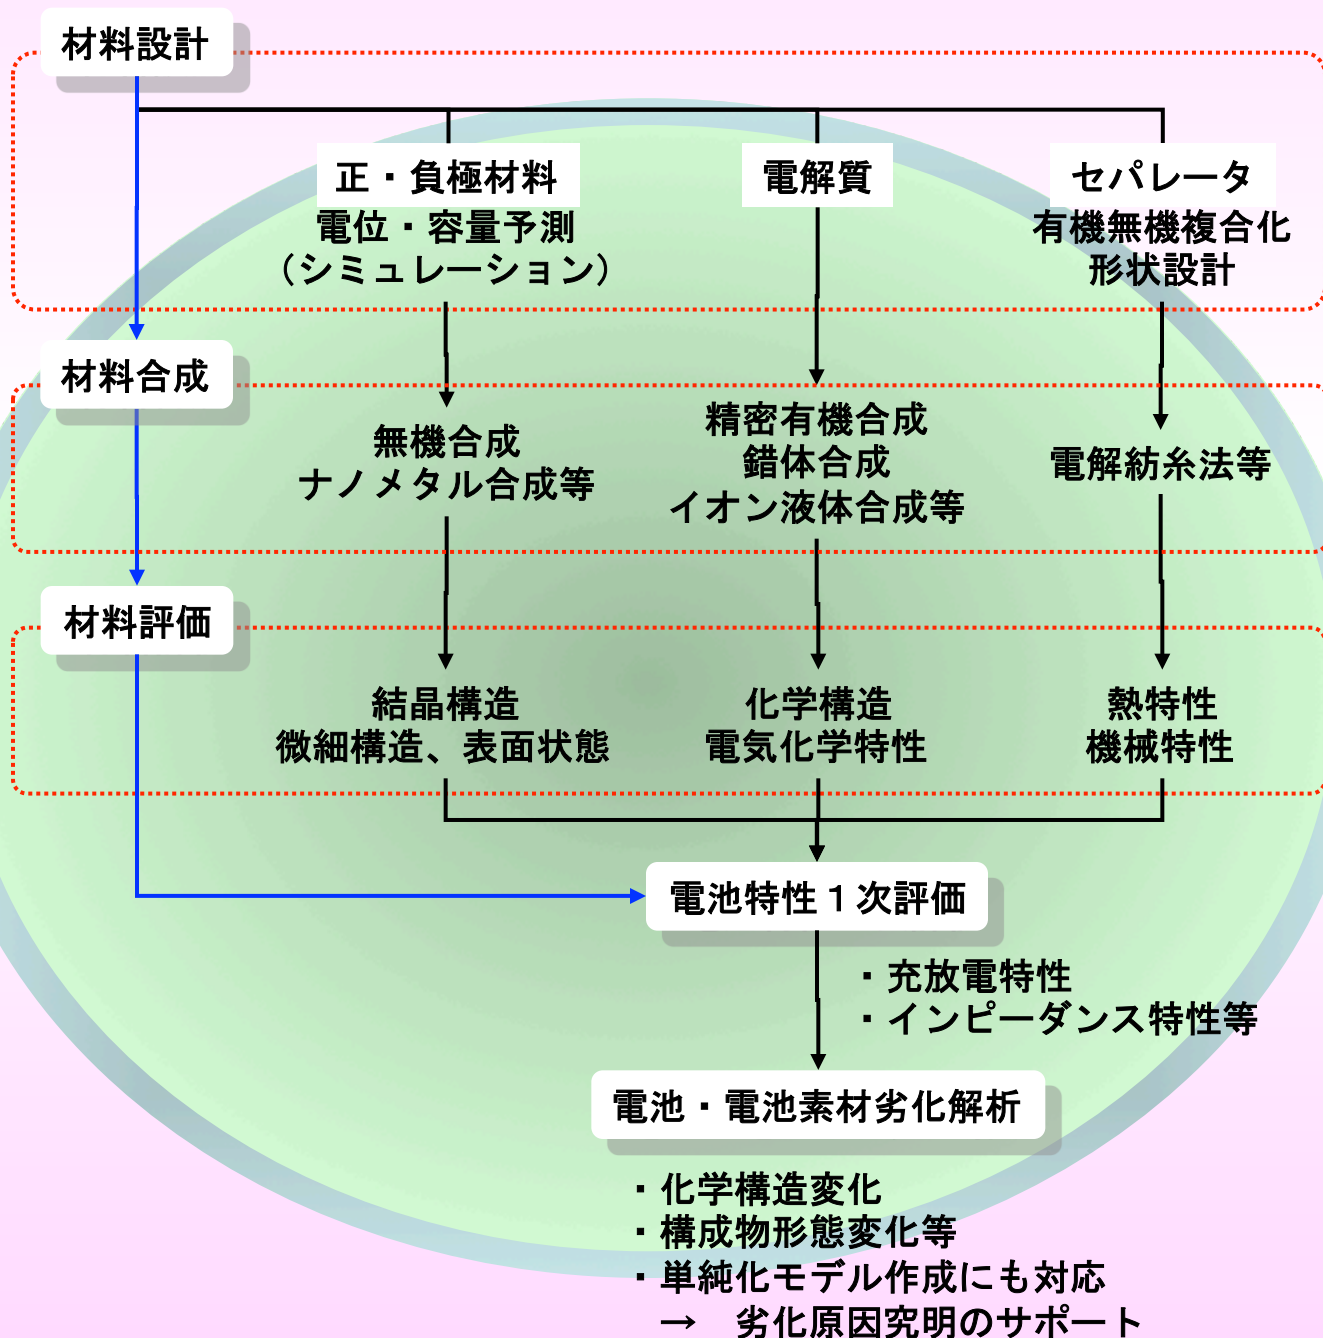 材料設計
正・負極材料
電位・容量予測
（シミュレーション）
電解質
セパレータ
有機無機複合化
形状設計
材料合成
無機合成
ナノメタル合成等
精密有機合成
錯体合成
イオン液体合成等
電解紡糸法等
材料評価
結晶構造
微細構造、表面状態
化学構造
電気化学特性
熱特性
機械特性
電池特性１次評価
・充放電特性
・インピーダンス特性等
電池・電池素材劣化解析
・化学構造変化
・構成物形態変化等
・単純化モデル作成にも対応
→　劣化原因究明のサポート